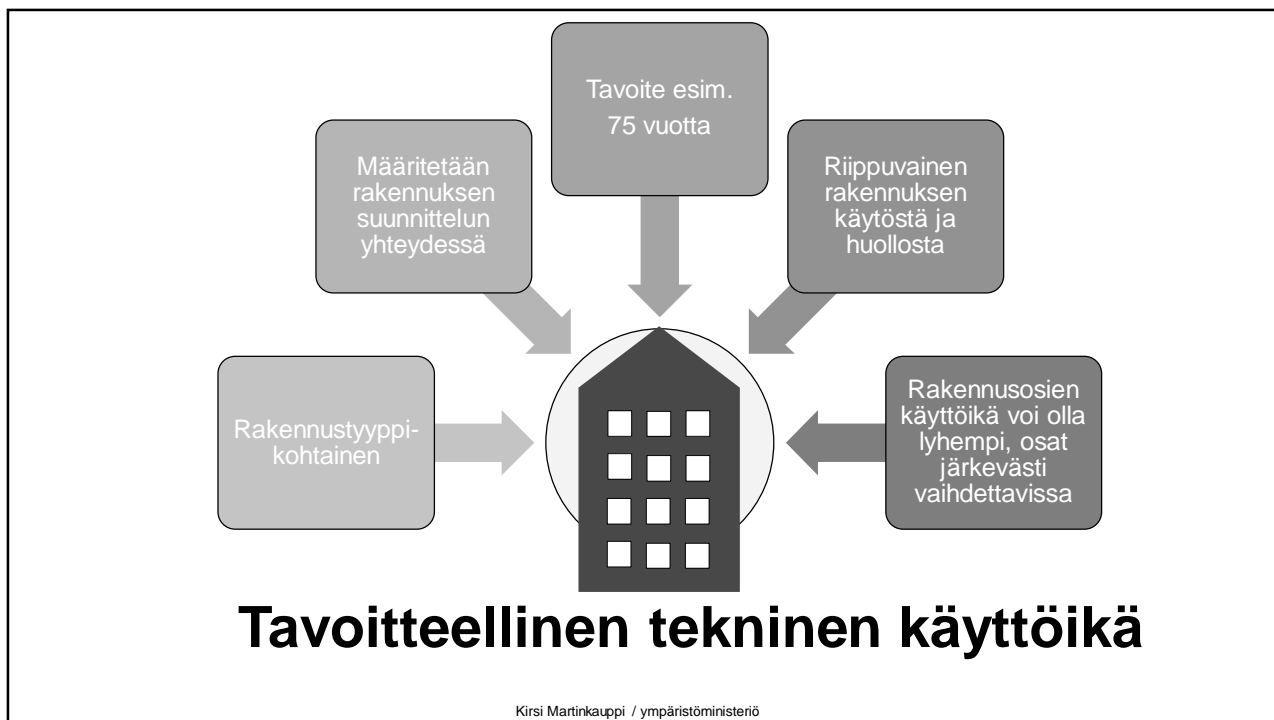 Tavoite esim.
75 vuotta
Määritetään
rakennuksen
suunnittelun
yhteydessä
Riippuvainen
rakennuksen
käytöstä ja
huollosta
Rakennustyyppi-
kohtainen
Rakennusosien
käyttöikä voi olla
lyhempi, osat
järkevästi
vaihdettavissa
Tavoitteellinen tekninen käyttöikä
Kirsi Martinkauppi / ympäristöministeriö